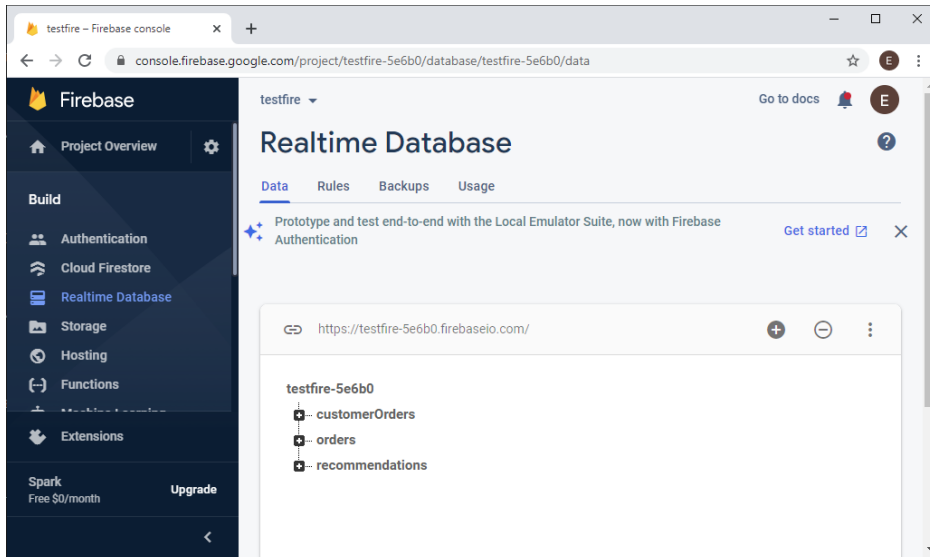 testfire – Firebase console
console.firebase.google.com/project/testfire-5e6b0/database/testfire-5e6b0/data
E
Firebase
Project Overview
Build
Authentication
Cloud Firestore
Realtime Database
Storage
Hosting
Functions
Machine Learning
Extensions
Spark
Free $0/month
Upgrade
testfire
Go to docs
E
Realtime Database
Data Rules Backups Usage
Prototype and test end-to-end with the Local Emulator Suite, now with Firebase
Authentication
Get started
https://testfire-5e6b0.firebaseio.com/
testfire-5e6b0
customerOrders
orders
recommendations